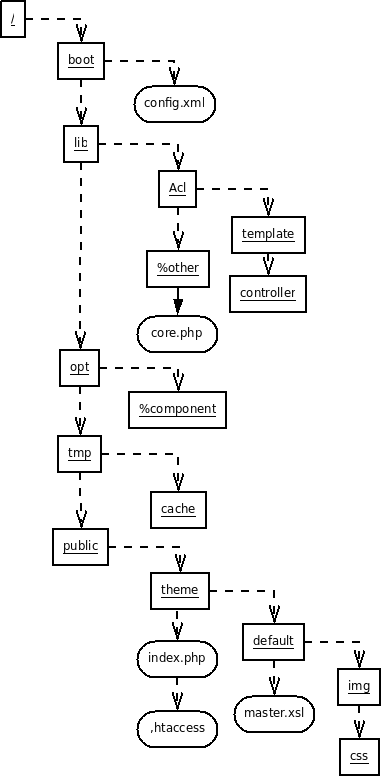 /
boot
config.xml
lib
Acl
template
%other
controller
core.php
opt
%component
tmp
cache
public
theme
default
index.php
img
master.xsl
,htaccess
css